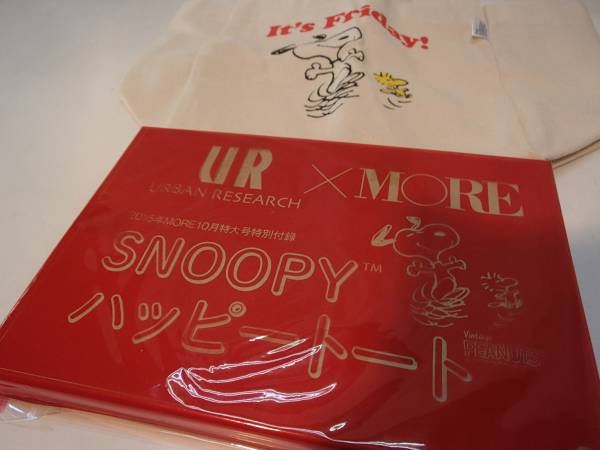 It's Friday!
UR ×MORE
URBAN RESEARCH
2015年MORE10月特大号特別付録
SNOOPY™
ハッピートート
Vintage
PEANUTS